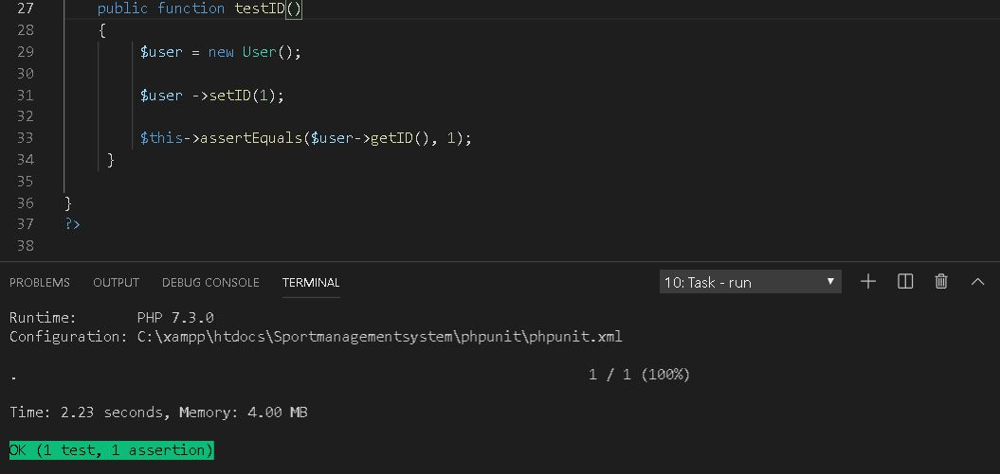 27 public function testID()
28 {
29 $user = new User();
30
31 $user ->setID(1);
32
33 $this->assertEquals($user->getID(), 1);
34 }
35
36 }
37 ?>
38
PROBLEMS OUTPUT DEBUG CONSOLE TERMINAL 10: Task - run
Runtime: PHP 7.3.0
Configuration: C:\xampp\htdocs\Sportmanagementsystem\phpunit\phpunit.xml
. 1 / 1 (100%)
Time: 2.23 seconds, Memory: 4.00 MB
OK (1 test, 1 assertion)